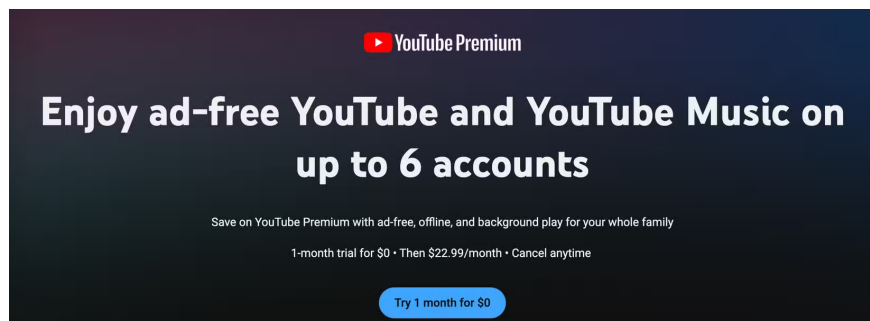 YouTube Premium
Enjoy ad-free YouTube and YouTube Music on
up to 6 accounts
Save on YouTube Premium with ad-free, offline, and background play for your whole family
1-month trial for $0 • Then $22.99/month • Cancel anytime
Try 1 month for $0